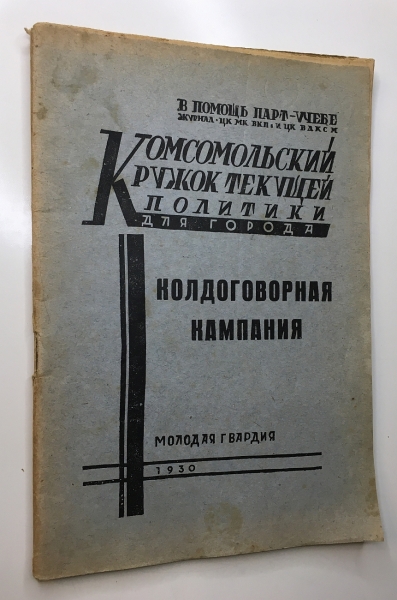 В ПОМОЩЬ ПАРТ-УЧЕБЕ
ЖУРНАЛ ЦК МК ВКП(б) И ЦК ВЛКСМ
КОМСОМОЛЬСКИЙ
КРУЖОК ТЕКУЩЕЙ
ПОЛИТИКИ
ДЛЯ ГОРОДА
КОЛДОГОВОРНАЯ
КАМПАНИЯ
МОЛОДАЯ ГВАРДИЯ
1930